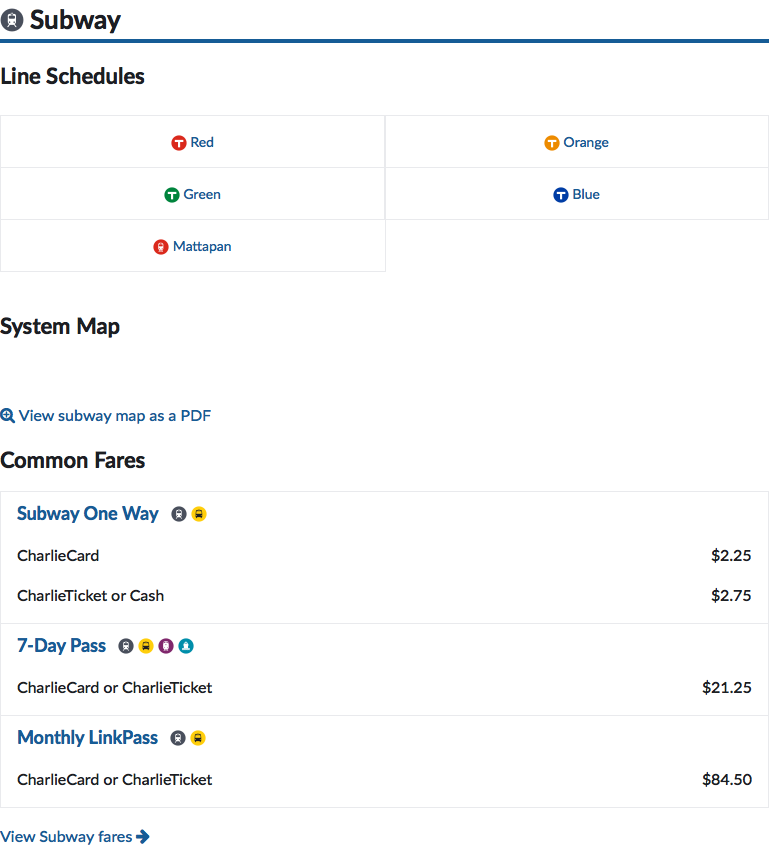 Subway
Line Schedules
T Red
T Orange
T Green
T Blue
Mattapan
System Map
View subway map as a PDF
Common Fares
Subway One Way
CharlieCard $2.25
CharlieTicket or Cash $2.75
7-Day Pass
CharlieCard or CharlieTicket $21.25
Monthly LinkPass
CharlieCard or CharlieTicket $84.50
View Subway fares